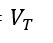 = V_T